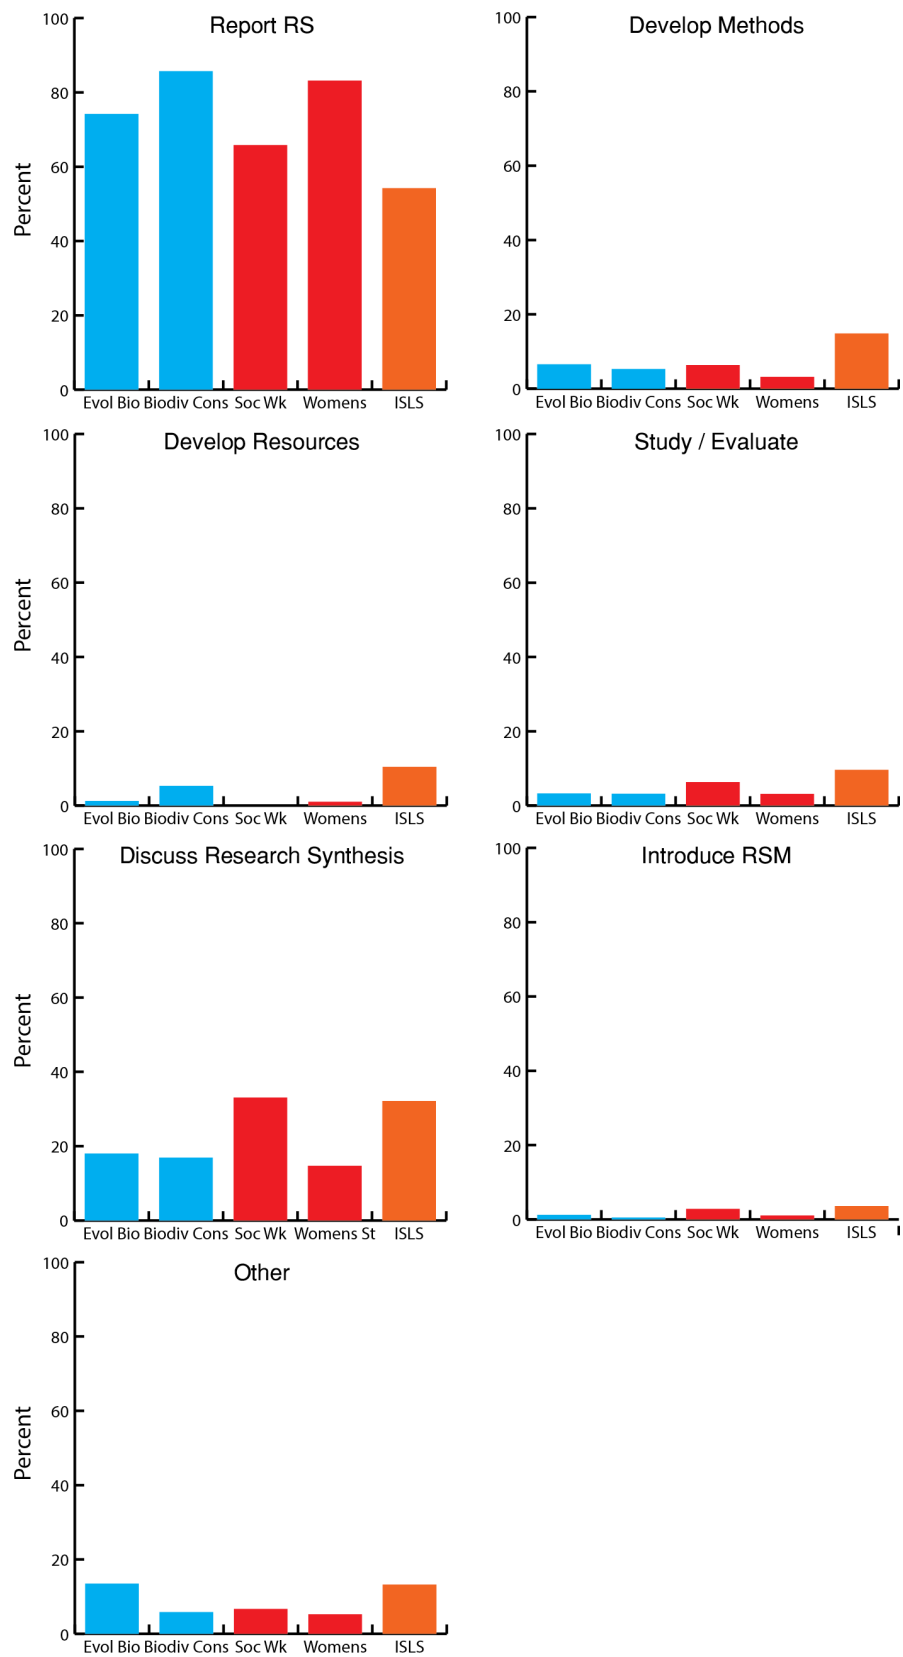 Report RS
100
80
60
40
20
0
Percent
Evol Bio Biodiv Cons Soc Wk Womens ISLS
Develop Methods
100
80
60
40
20
0
Evol Bio Biodiv Cons Soc Wk Womens ISLS
Develop Resources
100
80
60
40
20
0
Percent
Evol Bio Biodiv Cons Soc Wk Womens ISLS
Study / Evaluate
100
80
60
40
20
0
Evol Bio Biodiv Cons Soc Wk Womens ISLS
Discuss Research Synthesis
100
80
60
40
20
0
Percent
Evol Bio Biodiv Cons Soc Wk Womens St ISLS
Introduce RSM
100
80
60
40
20
0
Evol Bio Biodiv Cons Soc Wk Womens ISLS
Other
100
80
60
40
20
0
Percent
Evol Bio Biodiv Cons Soc Wk Womens ISLS